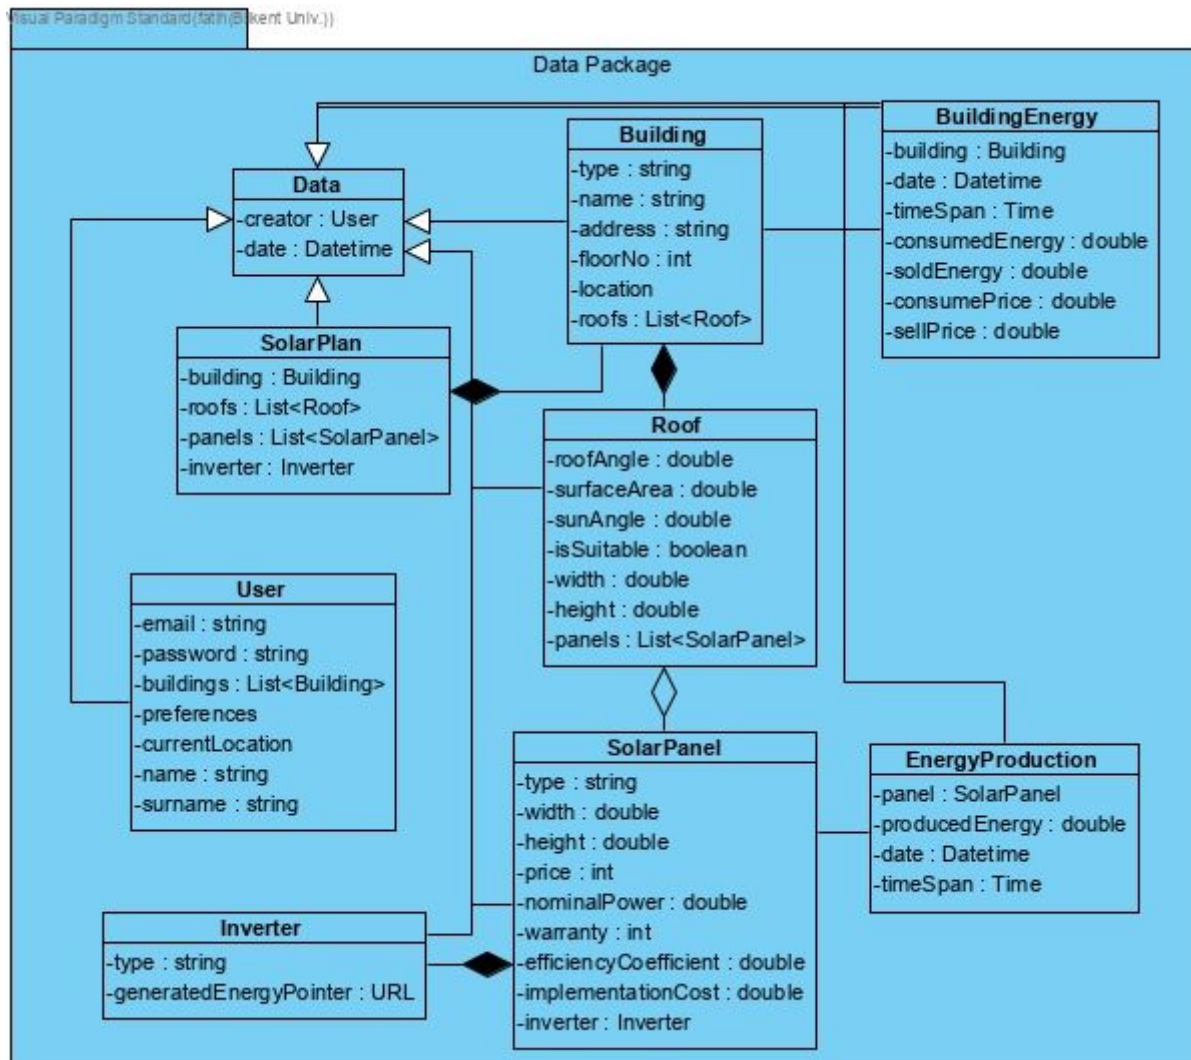 Visual Paradigm Standard(fatih(Bilkent Univ.))
Data Package
Data
-creator : User
-date : Datetime
Building
-type : string
-name : string
-address : string
-floorNo : int
-location
-roofs : List<Roof>
BuildingEnergy
-building : Building
-date : Datetime
-timeSpan : Time
-consumedEnergy : double
-soldEnergy : double
-consumePrice : double
-sellPrice : double
SolarPlan
-building : Building
-roofs : List<Roof>
-panels : List<SolarPanel>
-inverter : Inverter
Roof
-roofAngle : double
-surfaceArea : double
-sunAngle : double
-isSuitable : boolean
-width : double
-height : double
-panels : List<SolarPanel>
User
-email : string
-password : string
-buildings : List<Building>
-preferences
-currentLocation
-name : string
-surname : string
SolarPanel
-type : string
-width : double
-height : double
-price : int
-nominalPower : double
-warranty : int
-efficiencyCoefficient : double
-implementationCost : double
-inverter : Inverter
EnergyProduction
-panel : SolarPanel
-producedEnergy : double
-date : Datetime
-timeSpan : Time
Inverter
-type : string
-generatedEnergyPointer : URL